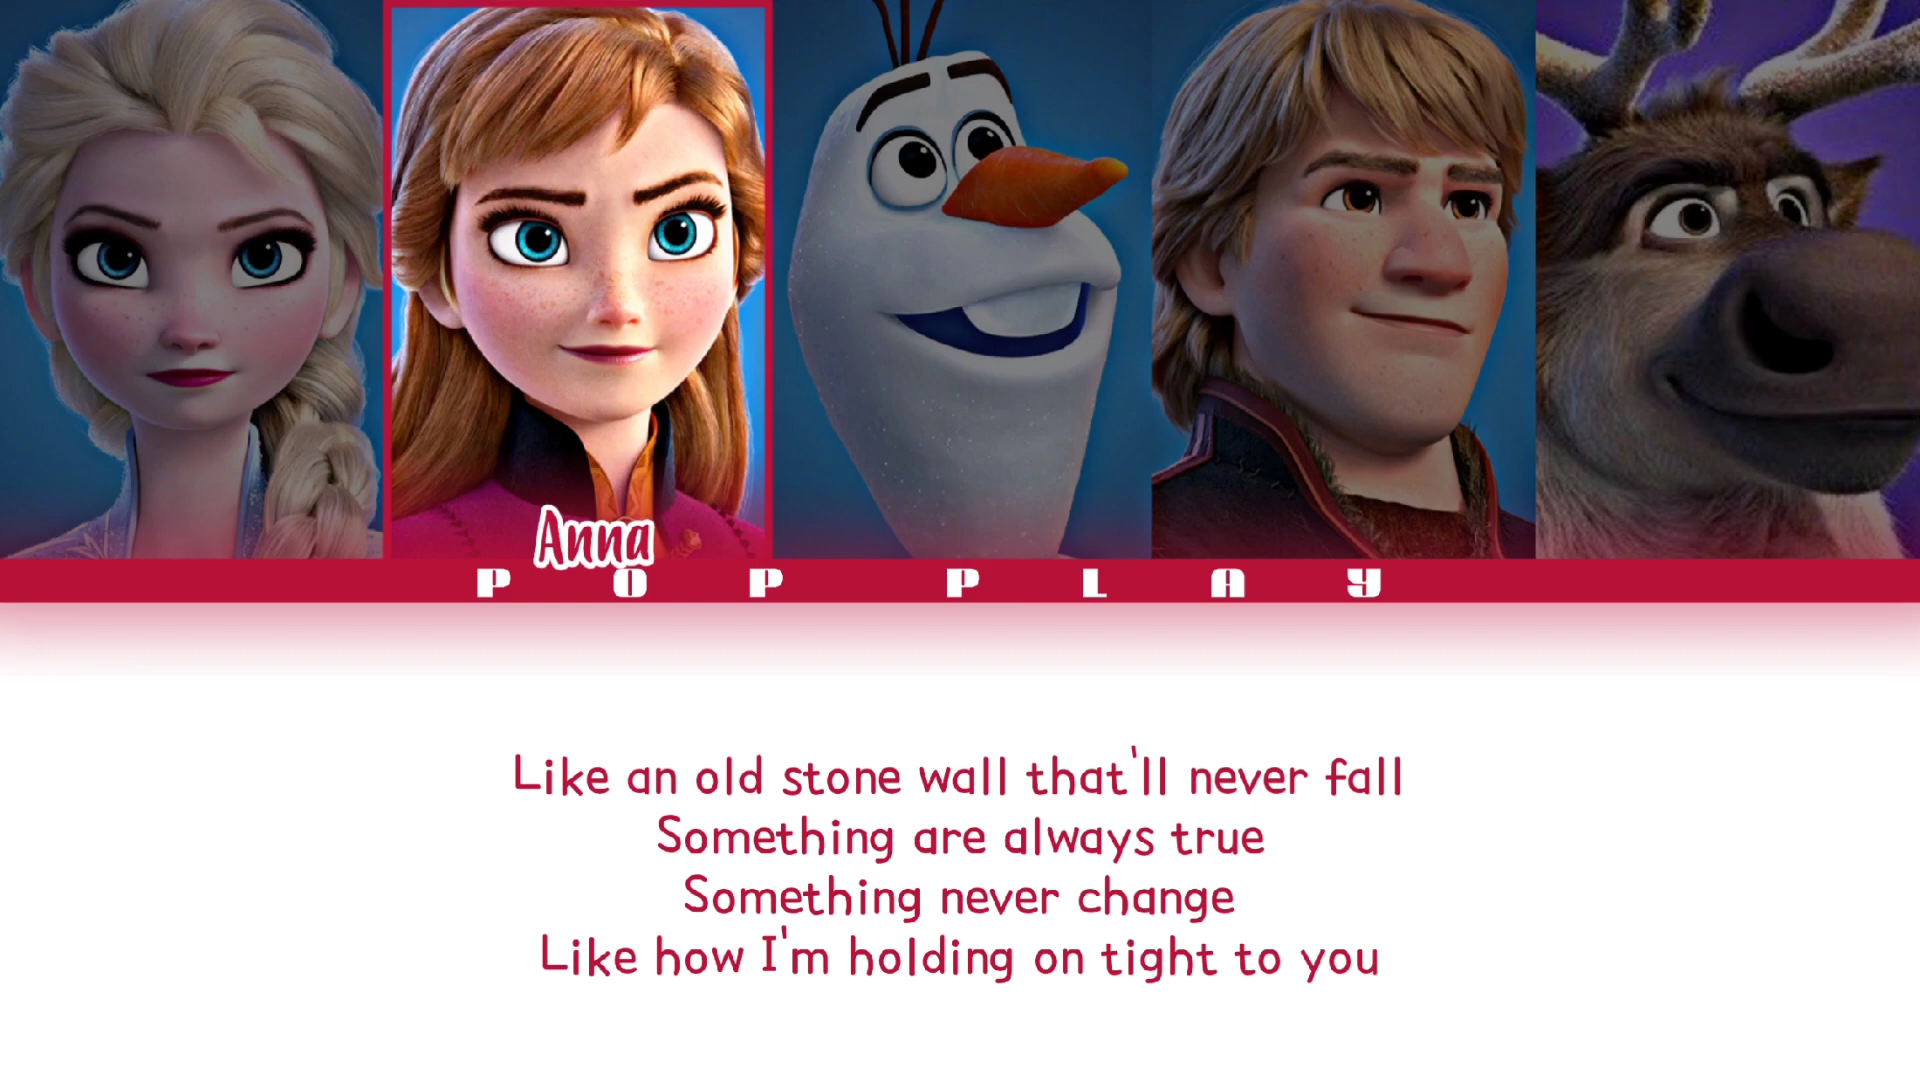 Anna
POP PLAY
Like an old stone wall that'll never fall
Something are always true
Something never change
Like how I'm holding on tight to you